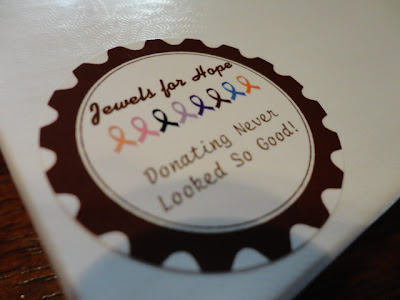 Jewels for Hope
Donating Never
Looked So Good!